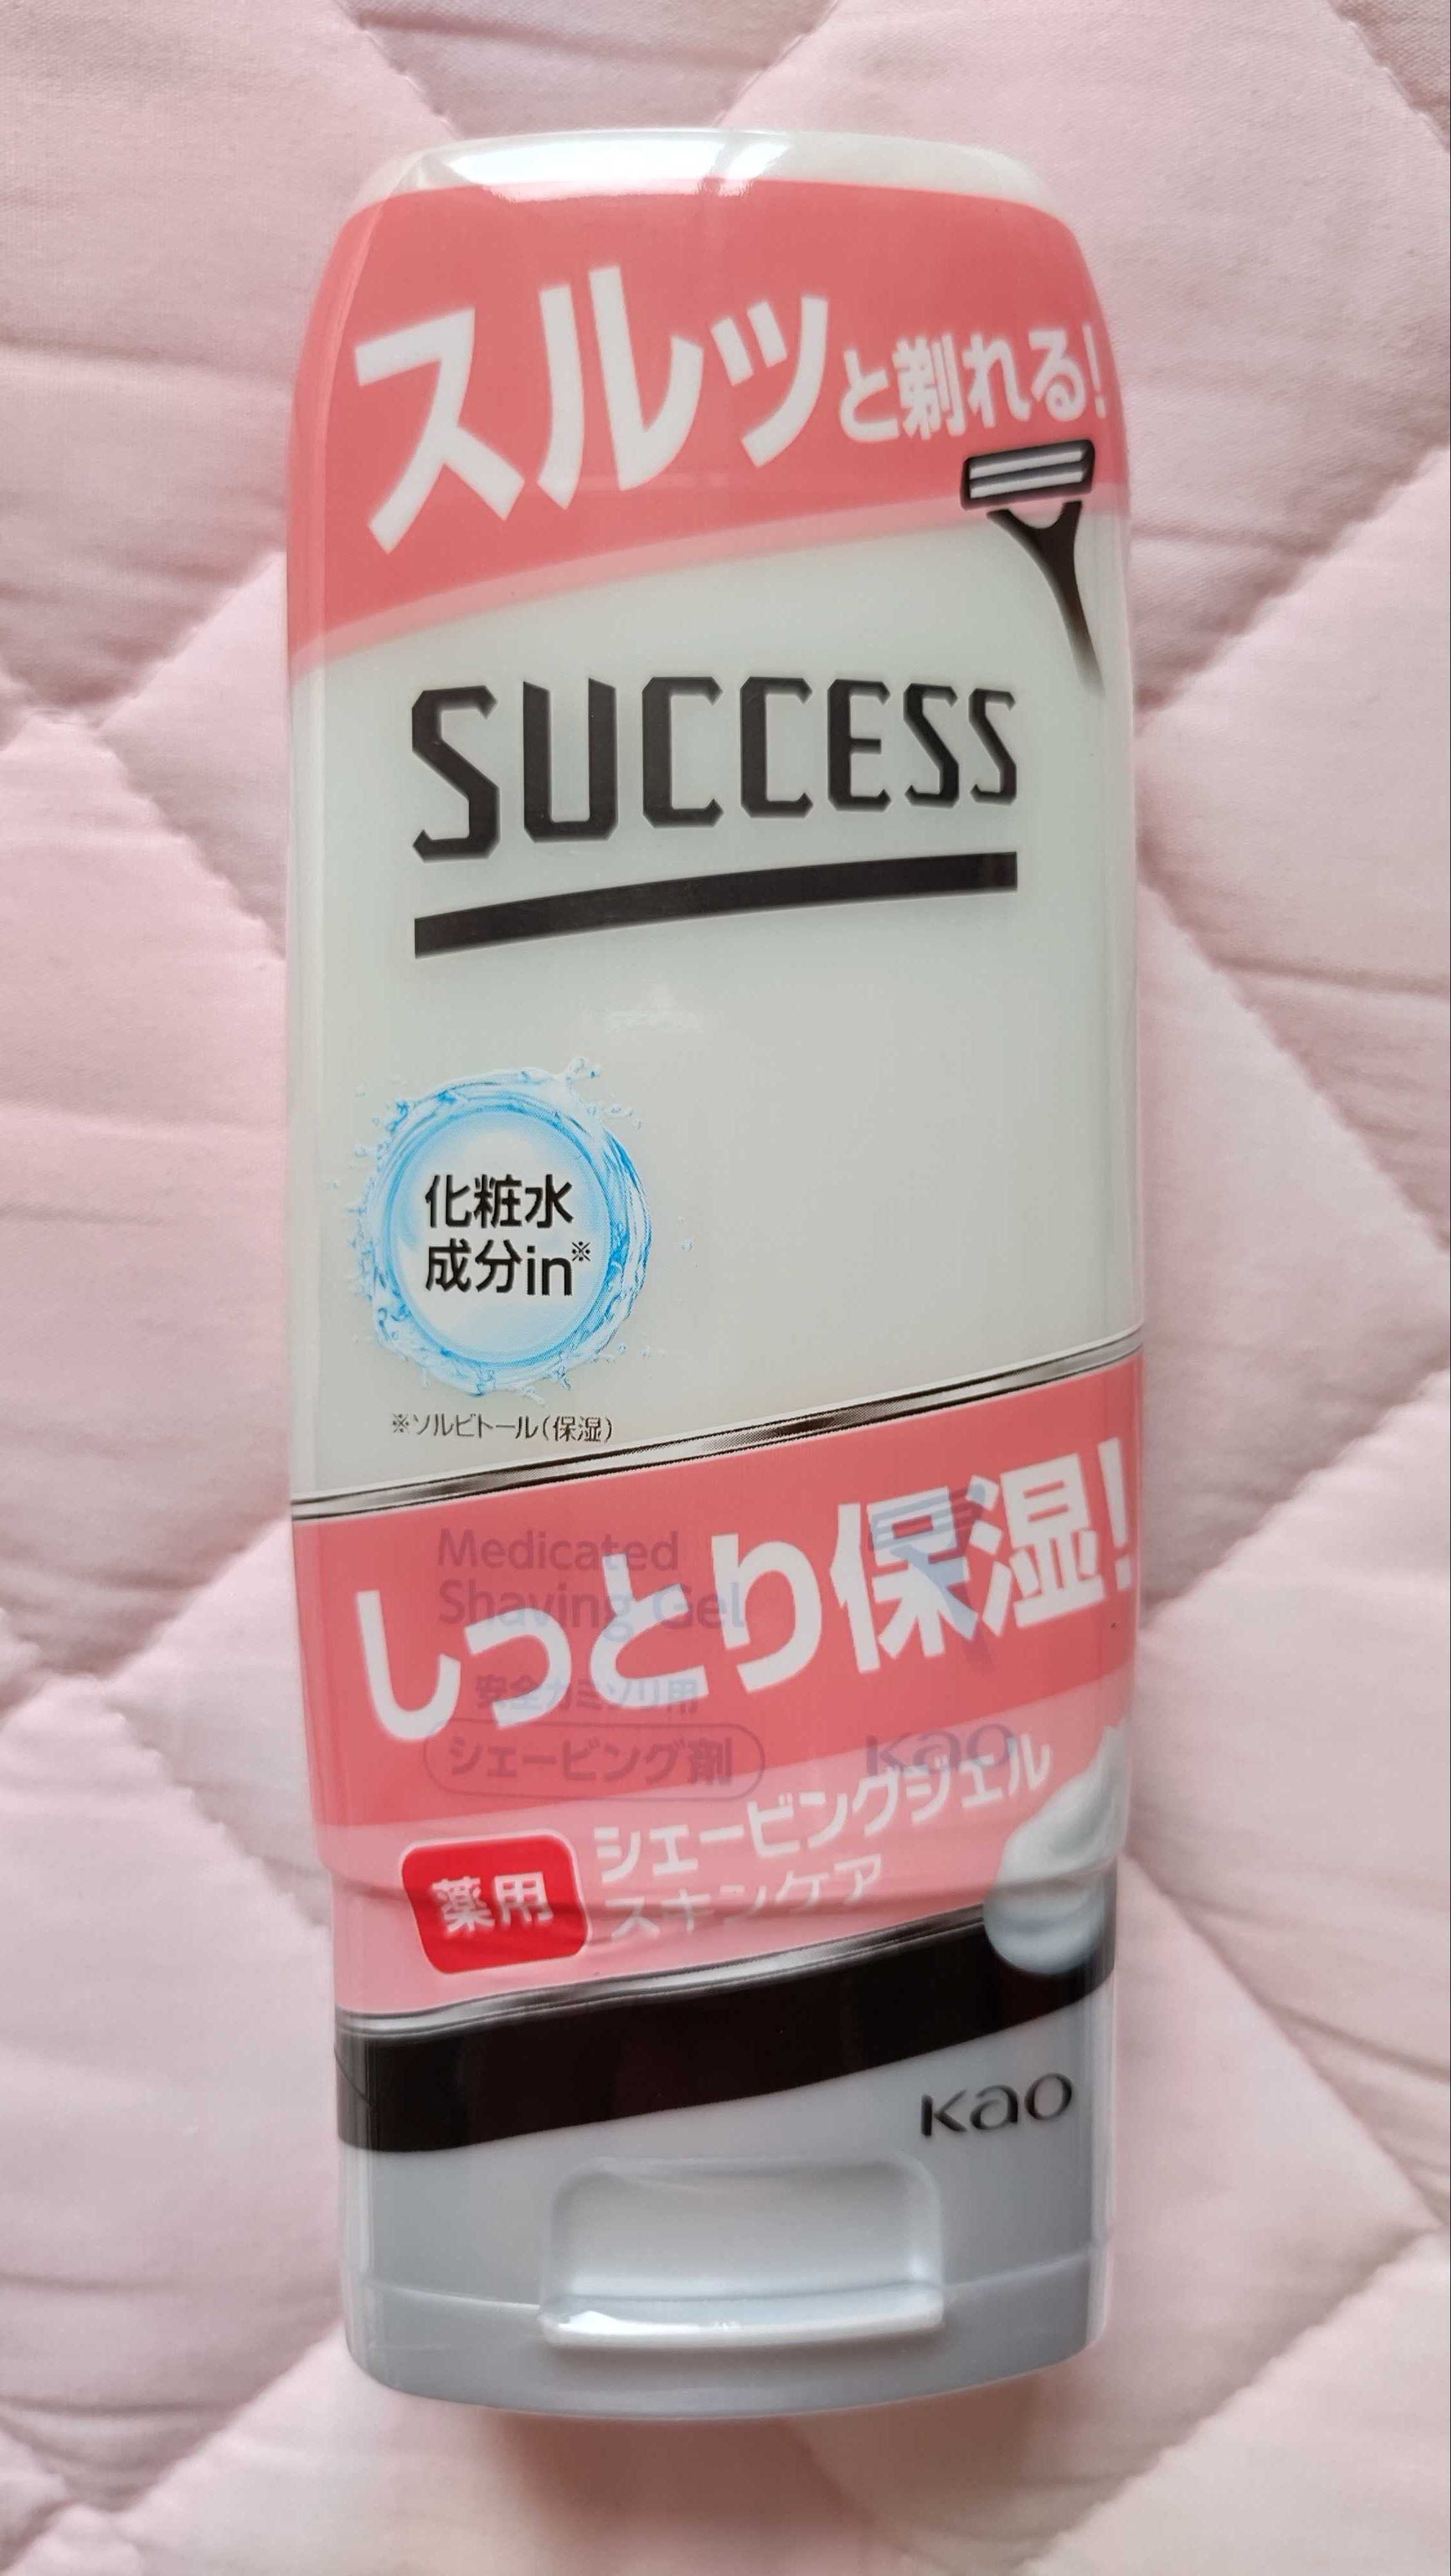 スルッと剃れる!
SUCCESS
化粧水
成分in※
※ソルビトール(保湿)
しっとり保湿!
Medicated
Shaving Gel
安全カミソリ用
シェービング剤
Kao
薬用
シェービングジェル
スキンケア
Kao